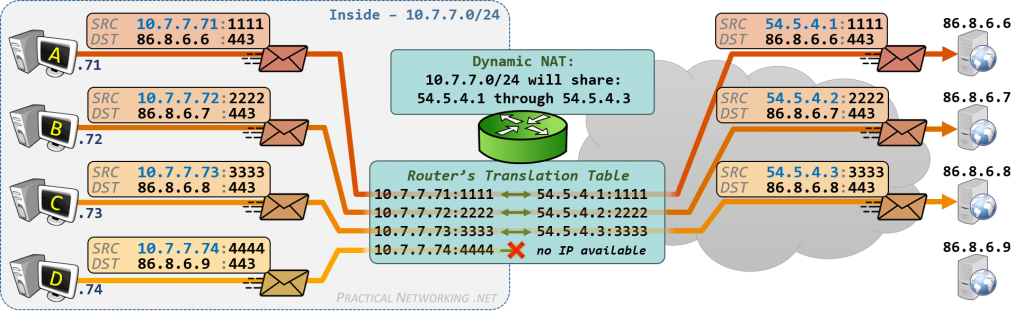 Inside – 10.7.7.0/24
SRC 10.7.7.71:1111
DST 86.8.6.6 :443
A
.71
SRC 10.7.7.72:2222
DST 86.8.6.7 :443
B
.72
SRC 10.7.7.73:3333
DST 86.8.6.8 :443
C
.73
SRC 10.7.7.74:4444
DST 86.8.6.9 :443
D
.74
Dynamic NAT:
10.7.7.0/24 will share:
54.5.4.1 through 54.5.4.3
Router's Translation Table
10.7.7.71:1111 54.5.4.1:1111
10.7.7.72:2222 54.5.4.2:2222
10.7.7.73:3333 54.5.4.3:3333
10.7.7.74:4444 no IP available
PRACTICAL NETWORKING .NET
SRC 54.5.4.1:1111
DST 86.8.6.6:443
86.8.6.6
SRC 54.5.4.2:2222
DST 86.8.6.7:443
86.8.6.7
SRC 54.5.4.3:3333
DST 86.8.6.8:443
86.8.6.8
86.8.6.9